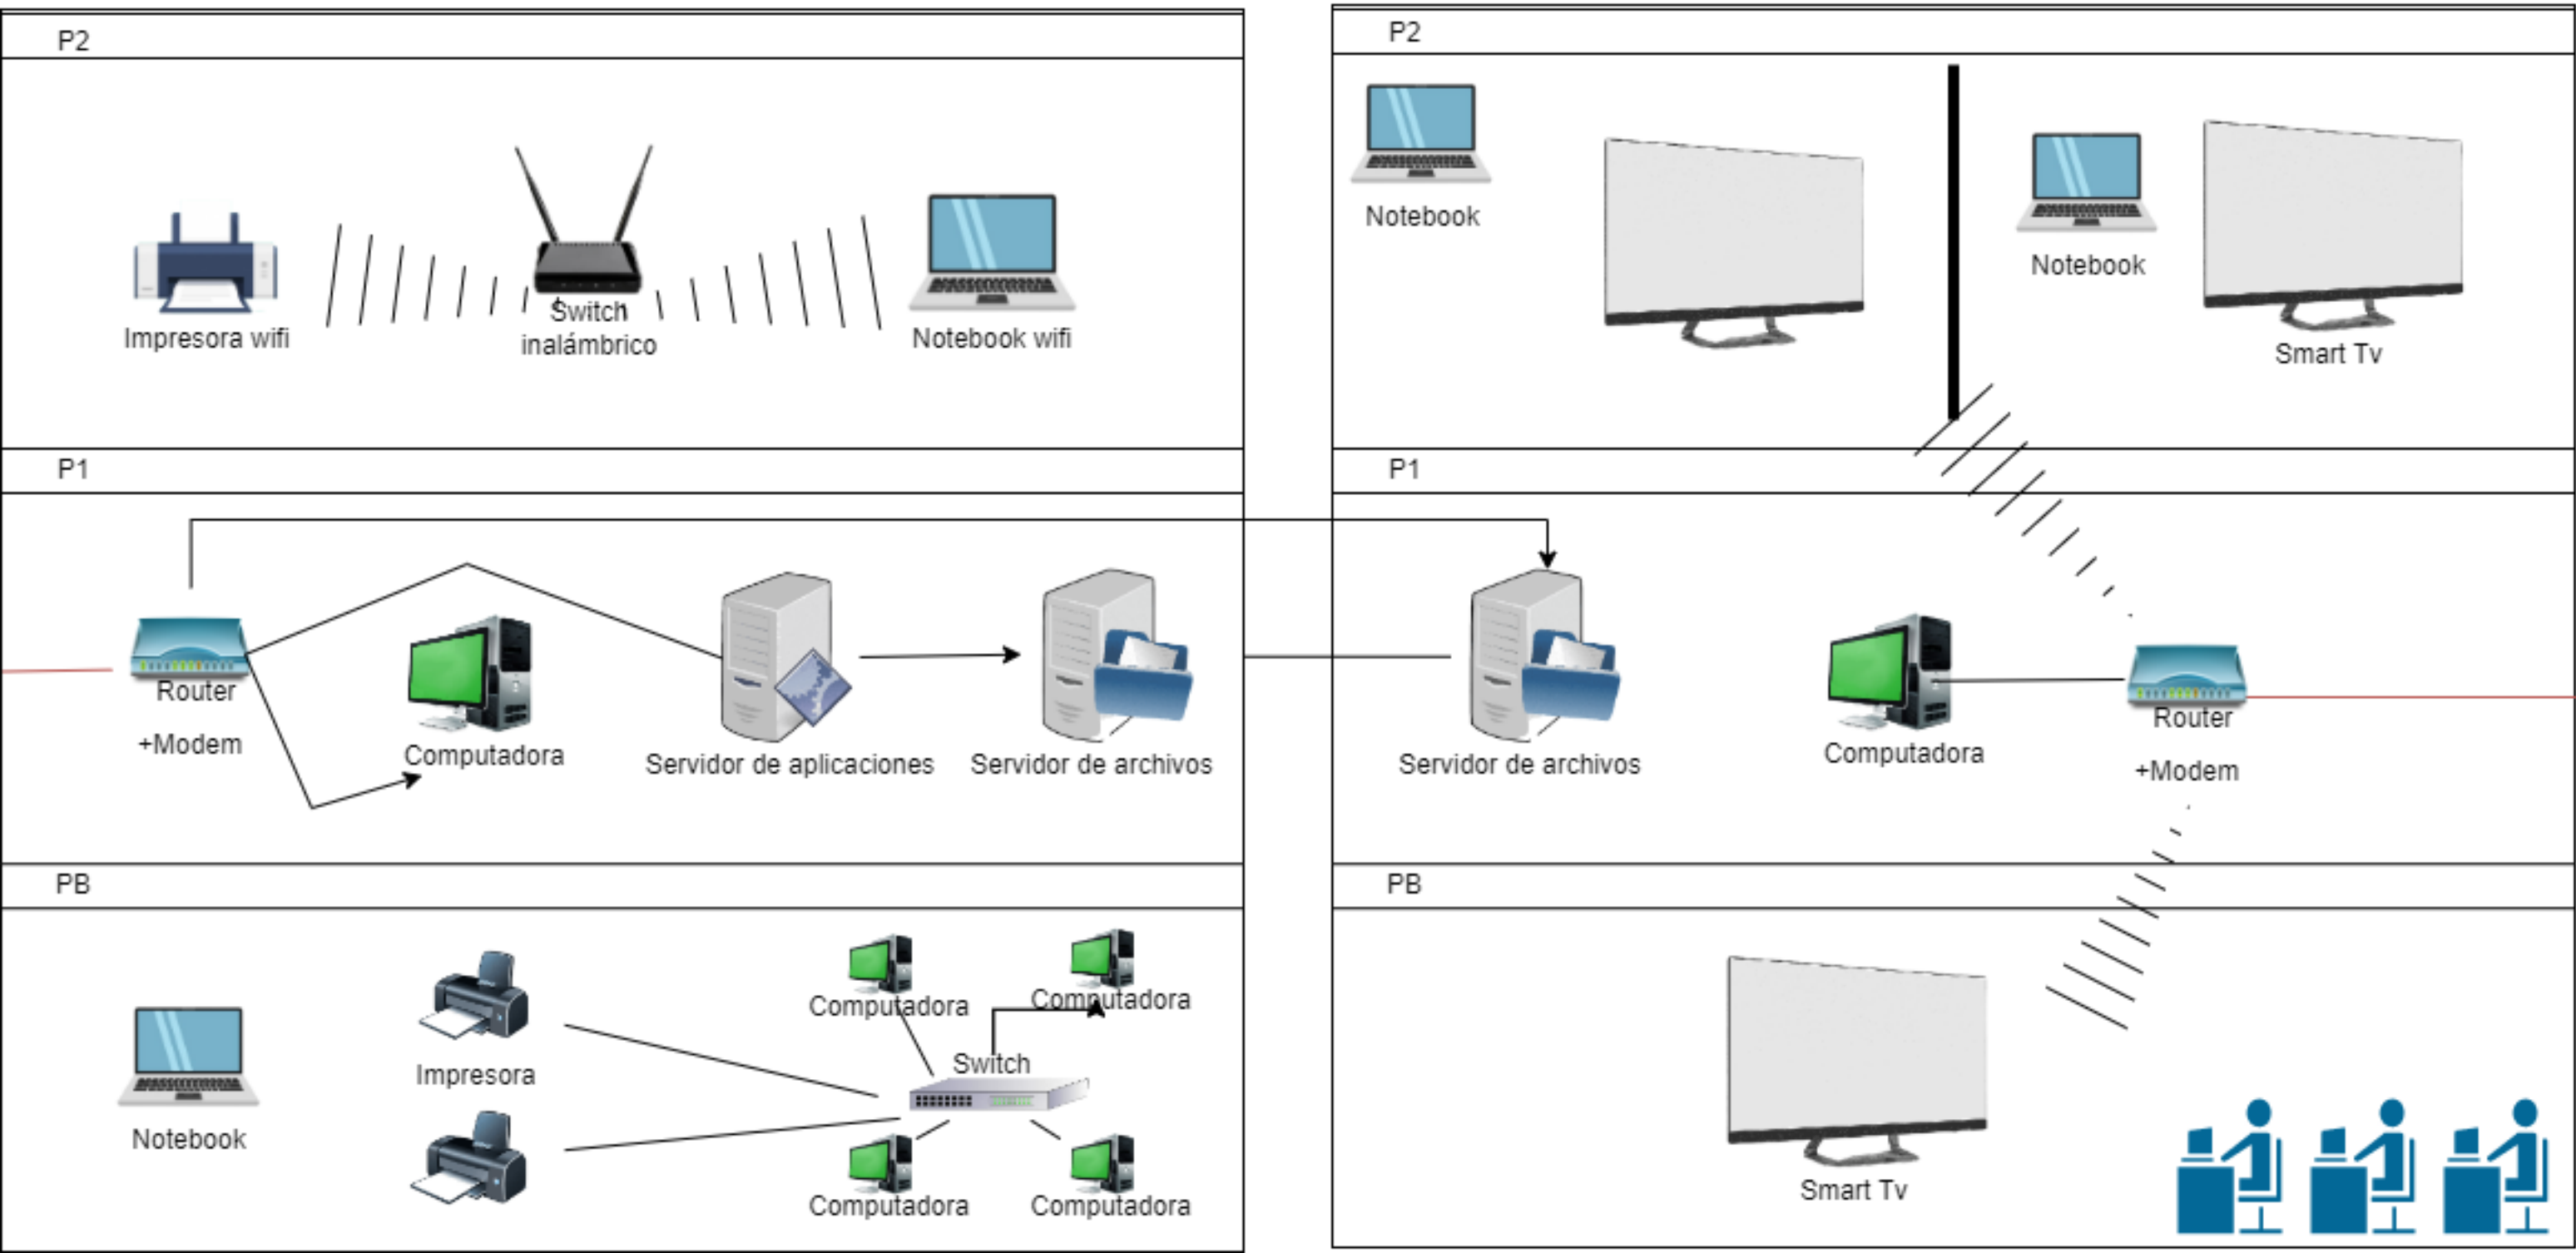 P2
Impresora wifi
Switch
inalámbrico
Notebook wifi
P1
Router
+Modem
Computadora
Servidor de aplicaciones
Servidor de archivos
PB
Notebook
Impresora
Computadora
Computadora
Switch
Computadora
Computadora
P2
Notebook
Notebook
Smart Tv
P1
Servidor de archivos
Computadora
Router
+Modem
PB
Smart Tv